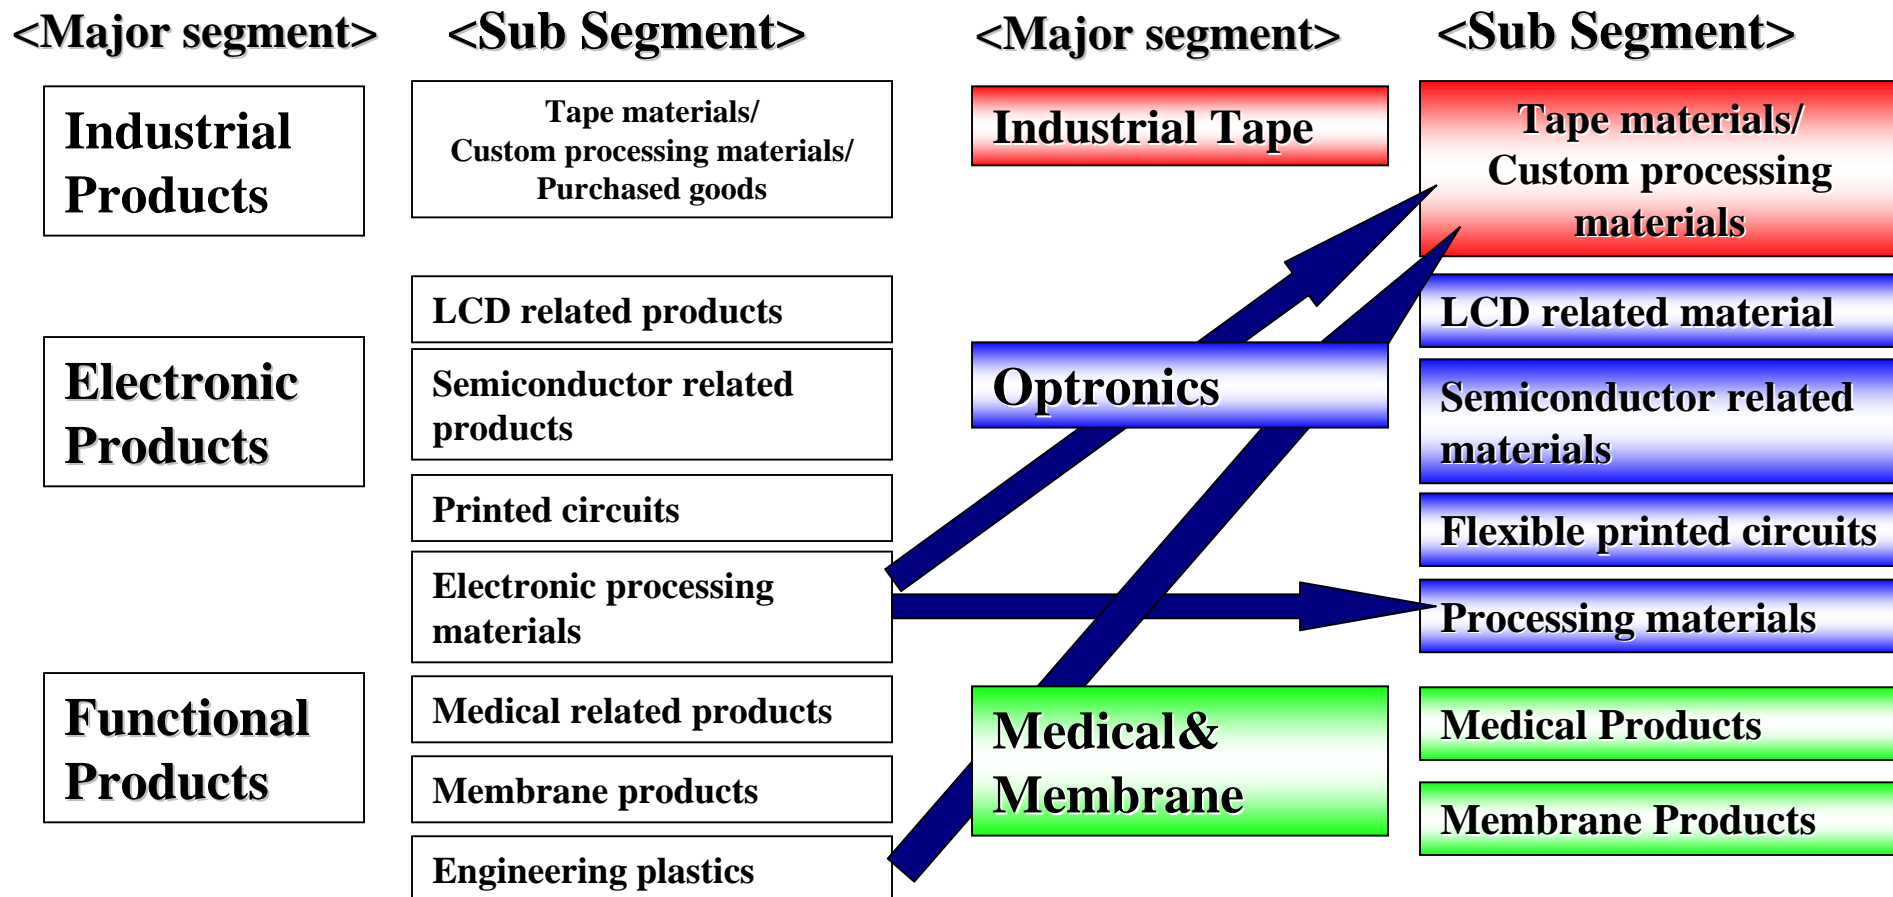 <Major segment>
<Sub Segment>
<Major segment>
<Sub Segment>
Industrial
Products
Tape materials/
Custom processing materials/
Purchased goods
Industrial Tape
Tape materials/
Custom processing
materials
Electronic
Products
LCD related products
Semiconductor related
products
Printed circuits
Electronic processing
materials
Optronics
LCD related material
Semiconductor related
materials
Flexible printed circuits
Processing materials
Functional
Products
Medical related products
Membrane products
Engineering plastics
Medical&
Membrane
Medical Products
Membrane Products